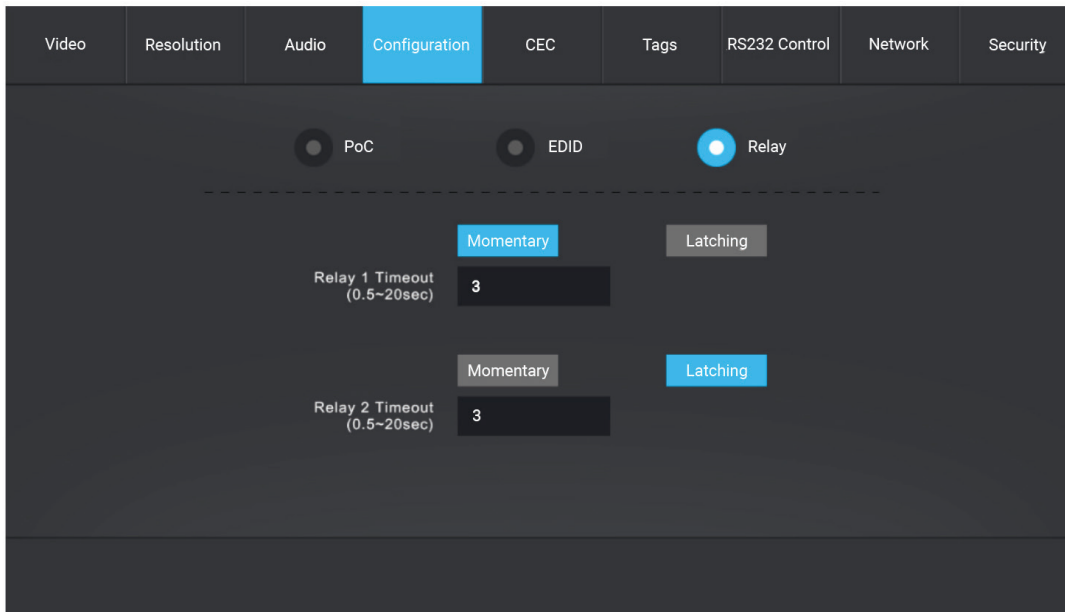 Video Resolution Audio Configuration CEC Tags RS232 Control Network Security
PoC EDID Relay
Momentary Latching
Relay 1 Timeout
(0.5~20sec)
3
Momentary Latching
Relay 2 Timeout
(0.5~20sec)
3